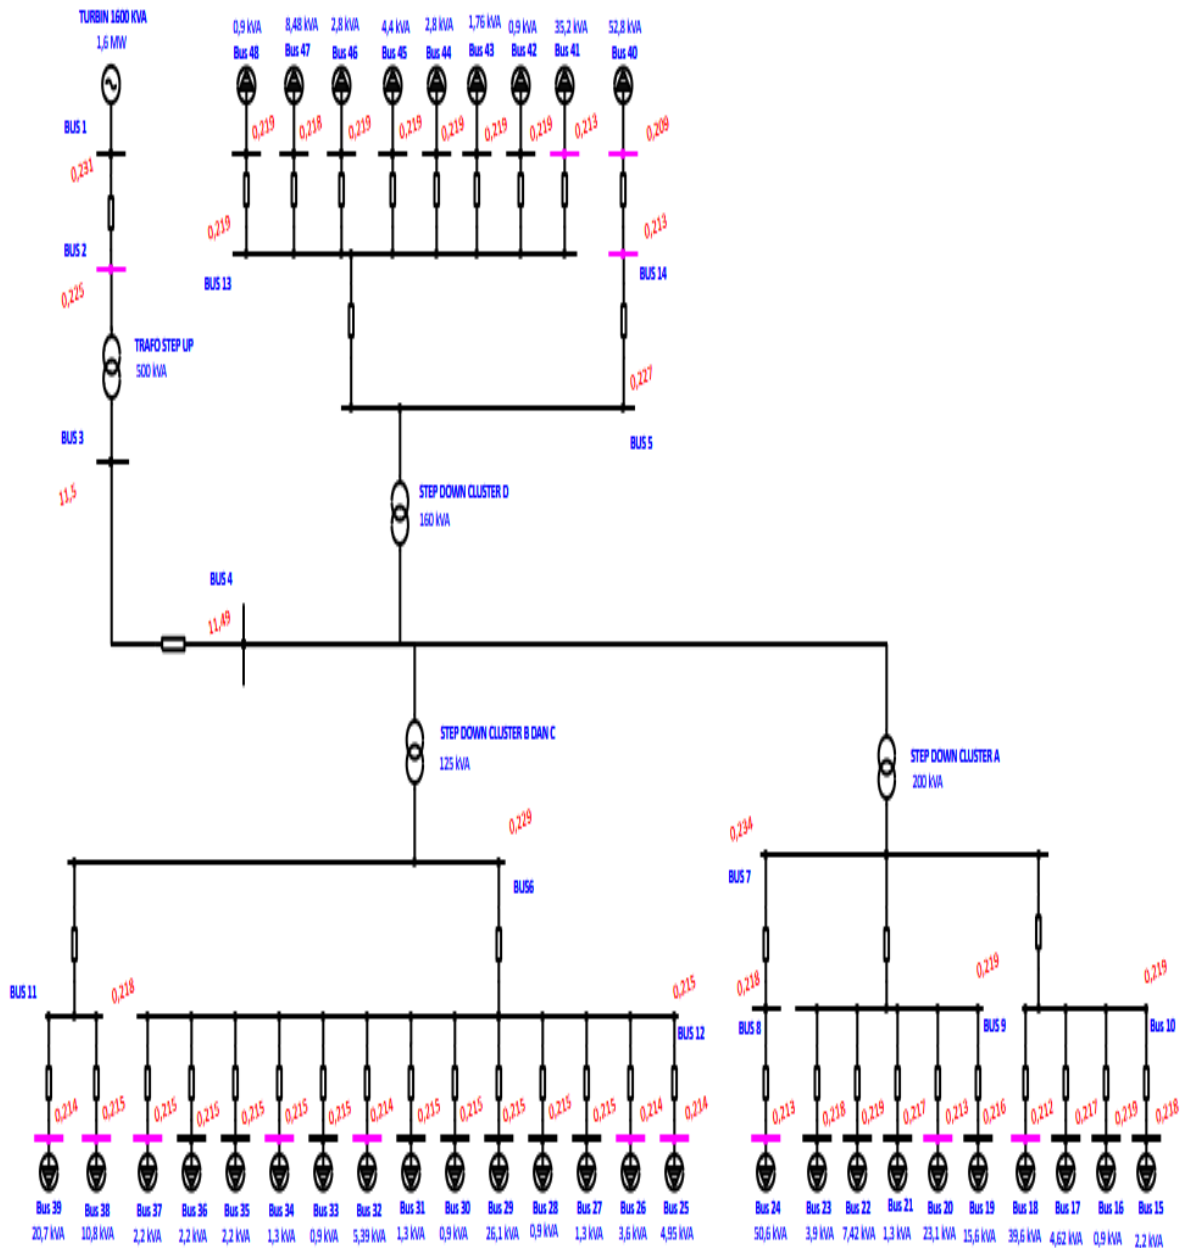 TURBIN 1600 KVA
1,6 MW
0,9 kVA 8,48 kVA 2,8 kVA 4,4 kVA 2,8 kVA 1,76 kVA 0,9 kVA 35,2 kVA 52,8 kVA
Bus 48 Bus 47 Bus 46 Bus 45 Bus 44 Bus 43 Bus 42 Bus 41 Bus 40
BUS 1
0,219 0,218 0,219 0,219 0,219 0,219 0,219 0,213 0,209
0,231
BUS 2
0,219
0,213
BUS 13
BUS 14
0,225
TRAFO STEP UP
500 kVA
0,227
BUS 3
BUS 5
11,5
STEP DOWN CLUSTER D
160 kVA
BUS 4
11,49
STEP DOWN CLUSTER B DAN C
125 kVA
STEP DOWN CLUSTER A
200 kVA
0,229
0,234
BUS6
BUS 7
BUS 11
0,218
0,215
BUS 12
0,218
BUS 8
0,219
BUS 9
0,219
Bus 10
0,214 0,215 0,215 0,215 0,215 0,215 0,215 0,214 0,215 0,215 0,215 0,215 0,215 0,214 0,214 0,213 0,218 0,219 0,217 0,213 0,216 0,212 0,217 0,219 0,218
Bus 39 Bus 38 Bus 37 Bus 36 Bus 35 Bus 34 Bus 33 Bus 32 Bus 31 Bus 30 Bus 29 Bus 28 Bus 27 Bus 26 Bus 25 Bus 24 Bus 23 Bus 22 Bus 21 Bus 20 Bus 19 Bus 18 Bus 17 Bus 16 Bus 15
20,7 kVA 10,8 kVA 2,2 kVA 2,2 kVA 2,2 kVA 1,3 kVA 0,9 kVA 5,39 kVA 1,3 kVA 0,9 kVA 26,1 kVA 0,9 kVA 1,3 kVA 3,6 kVA 4,95 kVA 50,6 kVA 3,9 kVA 7,42 kVA 1,3 kVA 23,1 kVA 15,6 kVA 39,6 kVA 4,62 kVA 0,9 kVA 2,2 kVA